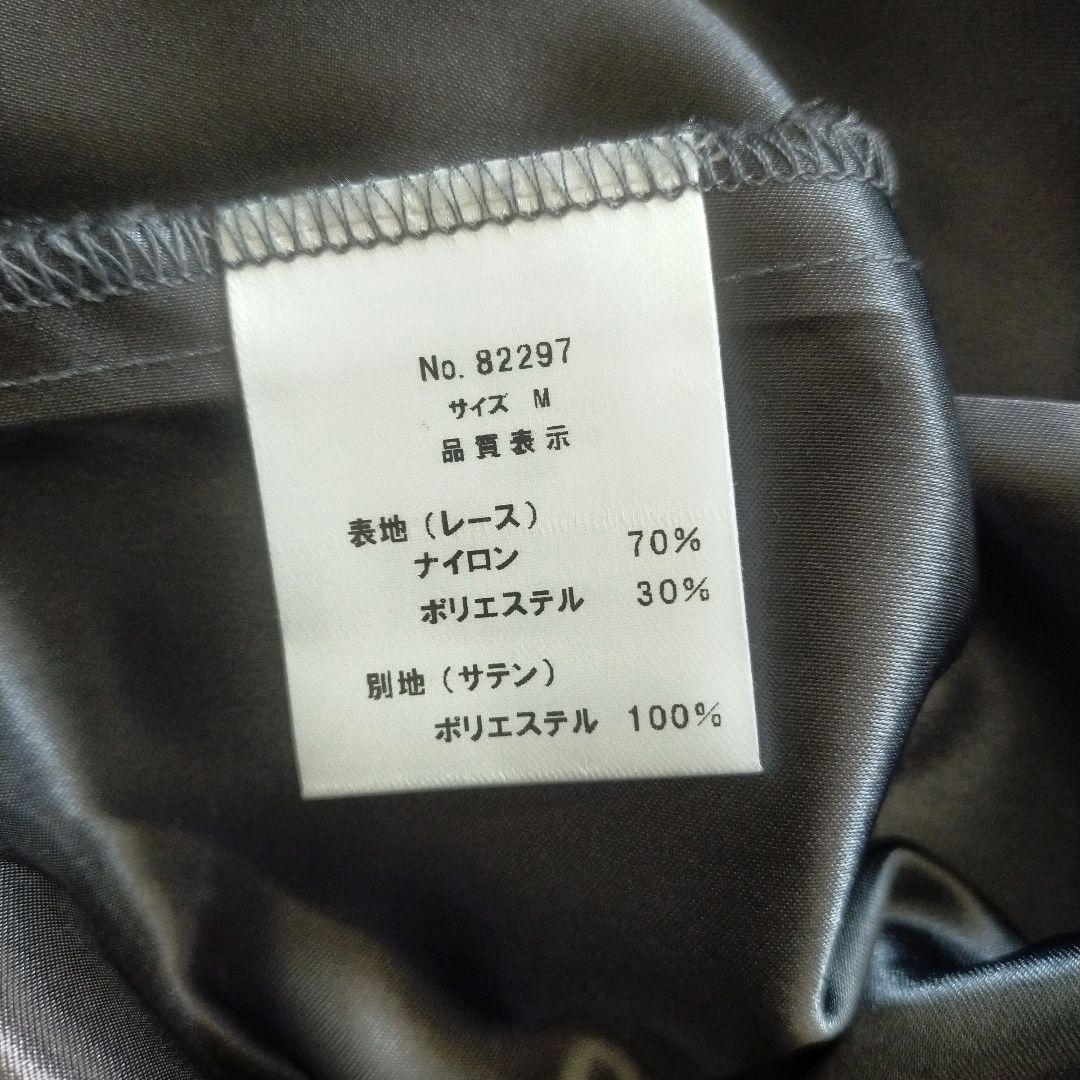 No. 82297
サイズ M
品質表示
表地(レース)
ナイロン 70%
ポリエステル 30%
別地(サテン)
ポリエステル 100%